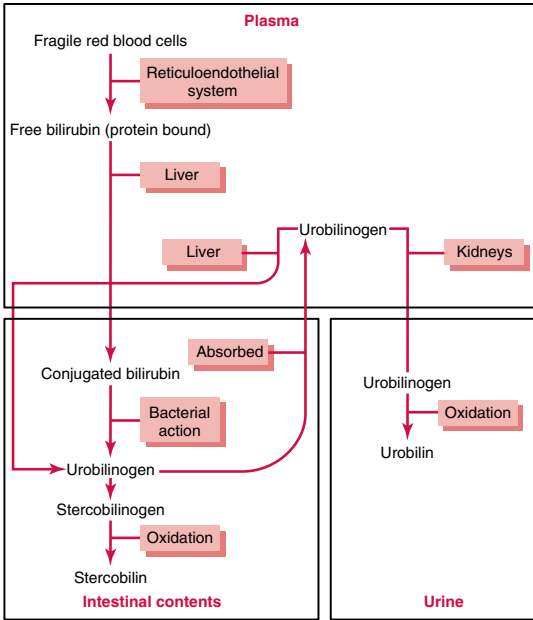 Plasma
Fragile red blood cells
Reticuloendothelial
system
Free bilirubin (protein bound)
Liver
Urobilinogen
Liver
Kidneys
Absorbed
Conjugated bilirubin
Bacterial
action
Urobilinogen
Stercobilinogen
Oxidation
Stercobilin
Intestinal contents
Urobilinogen
Oxidation
Urobilin
Urine